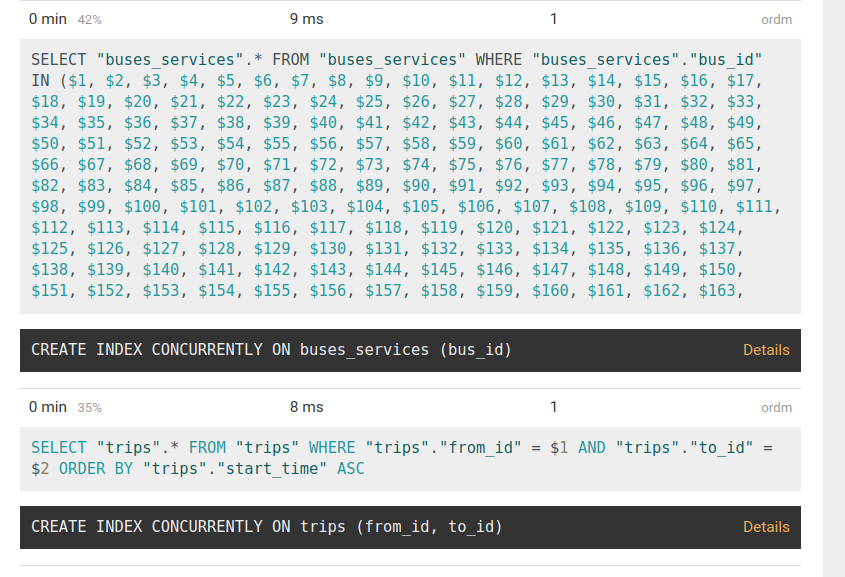 0 min 42% 9 ms 1 ordm
SELECT "buses_services".* FROM "buses_services" WHERE "buses_services"."bus_id"
IN ($1, $2, $3, $4, $5, $6, $7, $8, $9, $10, $11, $12, $13, $14, $15, $16, $17,
$18, $19, $20, $21, $22, $23, $24, $25, $26, $27, $28, $29, $30, $31, $32, $33,
$34, $35, $36, $37, $38, $39, $40, $41, $42, $43, $44, $45, $46, $47, $48, $49,
$50, $51, $52, $53, $54, $55, $56, $57, $58, $59, $60, $61, $62, $63, $64, $65,
$66, $67, $68, $69, $70, $71, $72, $73, $74, $75, $76, $77, $78, $79, $80, $81,
$82, $83, $84, $85, $86, $87, $88, $89, $90, $91, $92, $93, $94, $95, $96, $97,
$98, $99, $100, $101, $102, $103, $104, $105, $106, $107, $108, $109, $110, $111,
$112, $113, $114, $115, $116, $117, $118, $119, $120, $121, $122, $123, $124,
$125, $126, $127, $128, $129, $130, $131, $132, $133, $134, $135, $136, $137,
$138, $139, $140, $141, $142, $143, $144, $145, $146, $147, $148, $149, $150,
$151, $152, $153, $154, $155, $156, $157, $158, $159, $160, $161, $162, $163,
CREATE INDEX CONCURRENTLY ON buses_services (bus_id) Details
0 min 35% 8 ms 1 ordm
SELECT "trips".* FROM "trips" WHERE "trips"."from_id" = $1 AND "trips"."to_id" =
$2 ORDER BY "trips"."start_time" ASC
CREATE INDEX CONCURRENTLY ON trips (from_id, to_id) Details